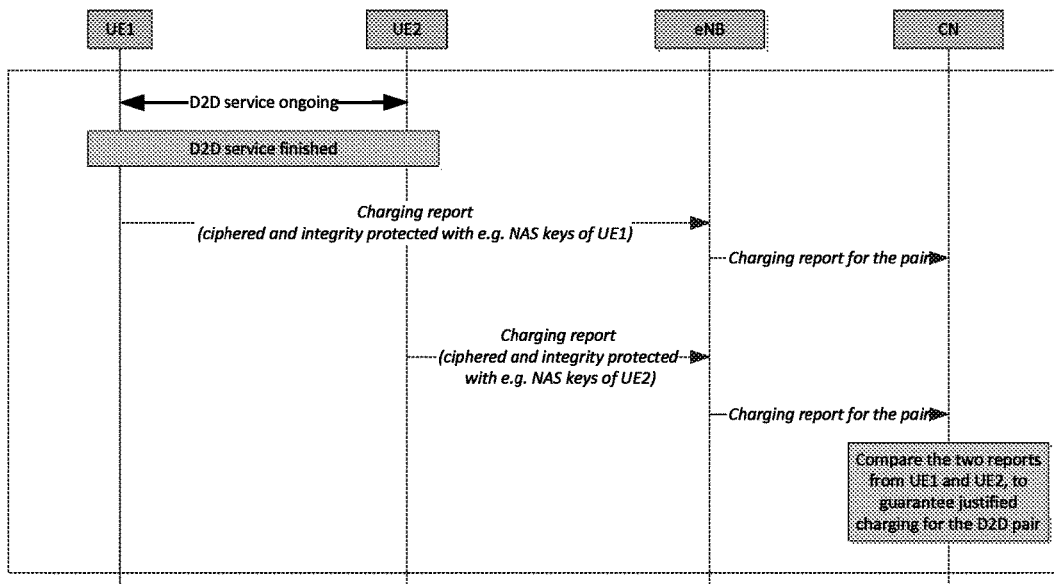 UE1
UE2
eNB
CN
D2D service ongoing
D2D service finished
Charging report
(ciphered and integrity protected with e.g. NAS keys of UE1)
Charging report for the pair
Charging report
(ciphered and integrity protected
with e.g. NAS keys of UE2)
Charging report for the pair
Compare the two reports
from UE1 and UE2, to
guarantee justified
charging for the D2D pair